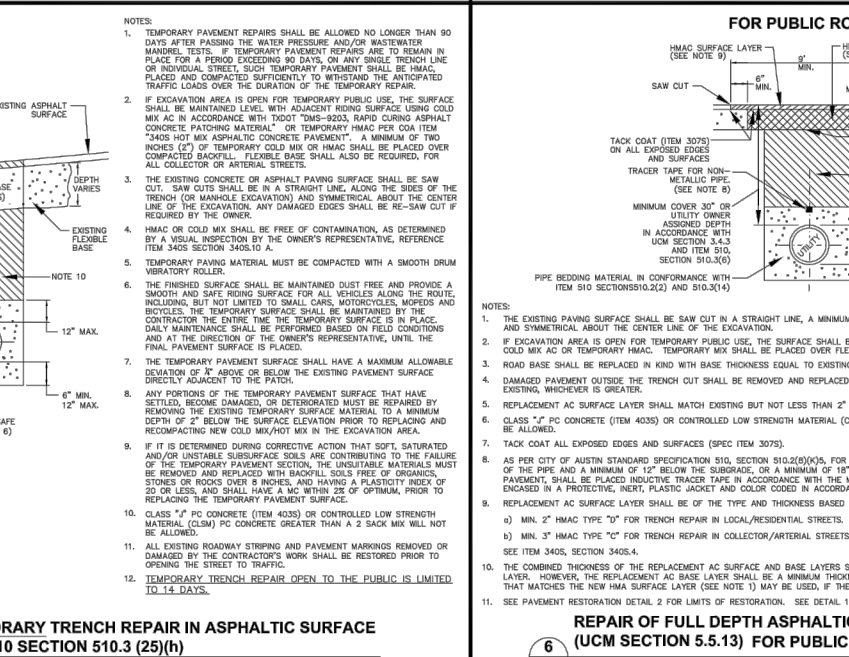 NOTES:
1. TEMPORARY PAVEMENT REPAIRS SHALL BE ALLOWED NO LONGER THAN 90
DAYS AFTER PASSING THE WATER PRESSURE AND/OR WASTEWATER
MANDREL TESTS. IF TEMPORARY PAVEMENT REPAIRS ARE TO REMAIN IN
PLACE FOR A PERIOD EXCEEDING 90 DAYS, ON ANY SINGLE TRENCH LINE
OR INDIVIDUAL STREET, SUCH TEMPORARY PAVEMENT SHALL BE HMAC,
PLACED AND COMPACTED SUFFICIENTLY TO WITHSTAND THE ANTICIPATED
TRAFFIC LOADS OVER THE DURATION OF THE TEMPORARY REPAIR.
2. IF EXCAVATION AREA IS OPEN FOR TEMPORARY PUBLIC USE, THE SURFACE
SHALL BE MAINTAINED LEVEL WITH ADJACENT RIDING SURFACE USING COLD
MIX AC IN ACCORDANCE WITH TXDOT "DMS-9203, RAPID CURING ASPHALT
CONCRETE PATCHING MATERIAL" OR TEMPORARY HMAC PER COA ITEM
"340S HOT MIX ASPHALTIC CONCRETE PAVEMENT". A MINIMUM OF TWO
INCHES (2") OF TEMPORARY COLD MIX OR HMAC SHALL BE PLACED OVER
COMPACTED BACKFILL. FLEXIBLE BASE SHALL ALSO BE REQUIRED, FOR
ALL COLLECTOR OR ARTERIAL STREETS.
3. THE EXISTING CONCRETE OR ASPHALT PAVING SURFACE SHALL BE SAW
CUT. SAW CUTS SHALL BE IN A STRAIGHT LINE, ALONG THE SIDES OF THE
TRENCH (OR MANHOLE EXCAVATION) AND SYMMETRICAL ABOUT THE CENTER
LINE OF THE EXCAVATION. ANY DAMAGED EDGES SHALL BE RE-SAW CUT IF
REQUIRED BY THE OWNER.
4. HMAC OR COLD MIX SHALL BE FREE OF CONTAMINATION, AS DETERMINED
BY A VISUAL INSPECTION BY THE OWNER'S REPRESENTATIVE, REFERENCE
ITEM 340S SECTION 340S.10 A.
5. TEMPORARY PAVING MATERIAL MUST BE COMPACTED WITH A SMOOTH DRUM
VIBRATORY ROLLER.
6. THE FINISHED SURFACE SHALL BE MAINTAINED DUST FREE AND PROVIDE A
SMOOTH AND SAFE RIDING SURFACE FOR ALL VEHICLES ALONG THE ROUTE,
INCLUDING, BUT NOT LIMITED TO SMALL CARS, MOTORCYCLES, MOPEDS AND
BICYCLES. THE TEMPORARY SURFACE SHALL BE MAINTAINED BY THE
CONTRACTOR THE ENTIRE TIME THE TEMPORARY SURFACE IS IN PLACE.
DAILY MAINTENANCE SHALL BE PERFORMED BASED ON FIELD CONDITIONS
AND AT THE DIRECTION OF THE OWNER'S REPRESENTATIVE, UNTIL THE
FINAL PAVEMENT SURFACE IS PLACED.
7. THE TEMPORARY PAVEMENT SURFACE SHALL HAVE A MAXIMUM ALLOWABLE
DEVIATION OF ABOVE OR BELOW THE EXISTING PAVEMENT SURFACE
DIRECTLY ADJACENT TO THE PATCH.
8. ANY PORTIONS OF THE TEMPORARY PAVEMENT SURFACE THAT HAVE
SETTLED, BECOME DAMAGED, OR DETERIORATED MUST BE REPAIRED BY
REMOVING THE EXISTING TEMPORARY SURFACE MATERIAL TO A MINIMUM
DEPTH OF 2" BELOW THE SURFACE ELEVATION PRIOR TO REPLACING AND
RECOMPACTING NEW COLD MIX/HOT MIX IN THE EXCAVATION AREA.
9. IF IT IS DETERMINED DURING CORRECTIVE ACTION THAT SOFT, SATURATED
AND/OR UNSTABLE SUBSURFACE SOILS ARE CONTRIBUTING TO THE FAILURE
OF THE TEMPORARY PAVEMENT SECTION, THE UNSUITABLE MATERIALS MUST
BE REMOVED AND REPLACED WITH BACKFILL SOILS FREE OF ORGANICS,
STONES OR ROCKS OVER 8 INCHES, AND HAVING A PLASTICITY INDEX OF
20 OR LESS, AND SHALL HAVE A MC WITHIN 2% OF OPTIMUM, PRIOR TO
REPLACING THE TEMPORARY PAVEMENT SURFACE.
10. CLASS "J" PC CONCRETE (ITEM 403S) OR CONTROLLED LOW STRENGTH
MATERIAL (CLSM) PC CONCRETE GREATER THAN A 2 SACK MIX WILL NOT
BE ALLOWED.
11. ALL EXISTING ROADWAY STRIPING AND PAVEMENT MARKINGS REMOVED OR
DAMAGED BY THE CONTRACTOR'S WORK SHALL BE RESTORED PRIOR TO
OPENING THE STREET TO TRAFFIC.
12. TEMPORARY TRENCH REPAIR OPEN TO THE PUBLIC IS LIMITED
TO 14 DAYS.
ISTING ASPHALT
SURFACE
DEPTH
VARIES
ASE
EXISTING
FLEXIBLE
BASE
NOTE 10
12" MAX.
6" MIN.
12" MAX.
AFE
6)
RARY TRENCH REPAIR IN ASPHALTIC SURFACE
10 SECTION 510.3 (25)(h)
FOR PUBLIC RO
HMAC SURFACE LAYER
(SEE NOTE 9)
9'
MIN.
6"
MIN.
SAW CUT
TACK COAT (ITEM 307S)
ON ALL EXPOSED EDGES
AND SURFACES
TRACER TAPE FOR NON-
METALLIC PIPE.
(SEE NOTE 8)
MINIMUM COVER 30" OR
UTILITY OWNER
ASSIGNED DEPTH
IN ACCORDANCE WITH
UCM SECTION 3.4.3
AND ITEM 510,
SECTION 510.3(6)
UTILITY
PIPE BEDDING MATERIAL IN CONFORMANCE WITH
ITEM 510 SECTIONS510.2(2) AND 510.3(14)
NOTES:
1. THE EXISTING PAVING SURFACE SHALL BE SAW CUT IN A STRAIGHT LINE, A MINIMUM
AND SYMMETRICAL ABOUT THE CENTER LINE OF THE EXCAVATION.
2. IF EXCAVATION AREA IS OPEN FOR TEMPORARY PUBLIC USE, THE SURFACE SHALL B
COLD MIX AC OR TEMPORARY HMAC. TEMPORARY MIX SHALL BE PLACED OVER FLE
3. ROAD BASE SHALL BE REPLACED IN KIND WITH BASE THICKNESS EQUAL TO EXISTING
4. DAMAGED PAVEMENT OUTSIDE THE TRENCH CUT SHALL BE REMOVED AND REPLACED
EXISTING, WHICHEVER IS GREATER.
5. REPLACEMENT AC SURFACE LAYER SHALL MATCH EXISTING BUT NOT LESS THAN 2"
6. CLASS "J" PC CONCRETE (ITEM 403S) OR CONTROLLED LOW STRENGTH MATERIAL (C
BE ALLOWED.
7. TACK COAT ALL EXPOSED EDGES AND SURFACES (SPEC ITEM 307S).
8. AS PER CITY OF AUSTIN STANDARD SPECIFICATION 510, SECTION 510.2(8)(K)5, FOR
OF THE PIPE AND A MINIMUM OF 12" BELOW THE SUBGRADE, OR A MINIMUM OF 18"
PAVEMENT, SHALL BE PLACED INDUCTIVE TRACER TAPE IN ACCORDANCE WITH THE M
ENCASED IN A PROTECTIVE, INERT, PLASTIC JACKET AND COLOR CODED IN ACCORDA
9. REPLACEMENT AC SURFACE LAYER SHALL BE OF THE TYPE AND THICKNESS BASED
a) MIN. 2" HMAC TYPE "D" FOR TRENCH REPAIR IN LOCAL/RESIDENTIAL STREETS.
b) MIN. 3" HMAC TYPE "C" FOR TRENCH REPAIR IN COLLECTOR/ARTERIAL STREETS
SEE ITEM 340S, SECTION 340S.4.
10. THE COMBINED THICKNESS OF THE REPLACEMENT AC SURFACE AND BASE LAYERS S
LAYER. HOWEVER, THE REPLACEMENT AC BASE LAYER SHALL BE A MINIMUM THICK
THAT MATCHES THE NEW HMA SURFACE LAYER (SEE NOTE 1) MAY BE USED, IF THE
11. SEE PAVEMENT RESTORATION DETAIL 2 FOR LIMITS OF RESTORATION. SEE DETAIL 1
REPAIR OF FULL DEPTH ASPHALTI
6 (UCM SECTION 5.5.13) FOR PUBLIC